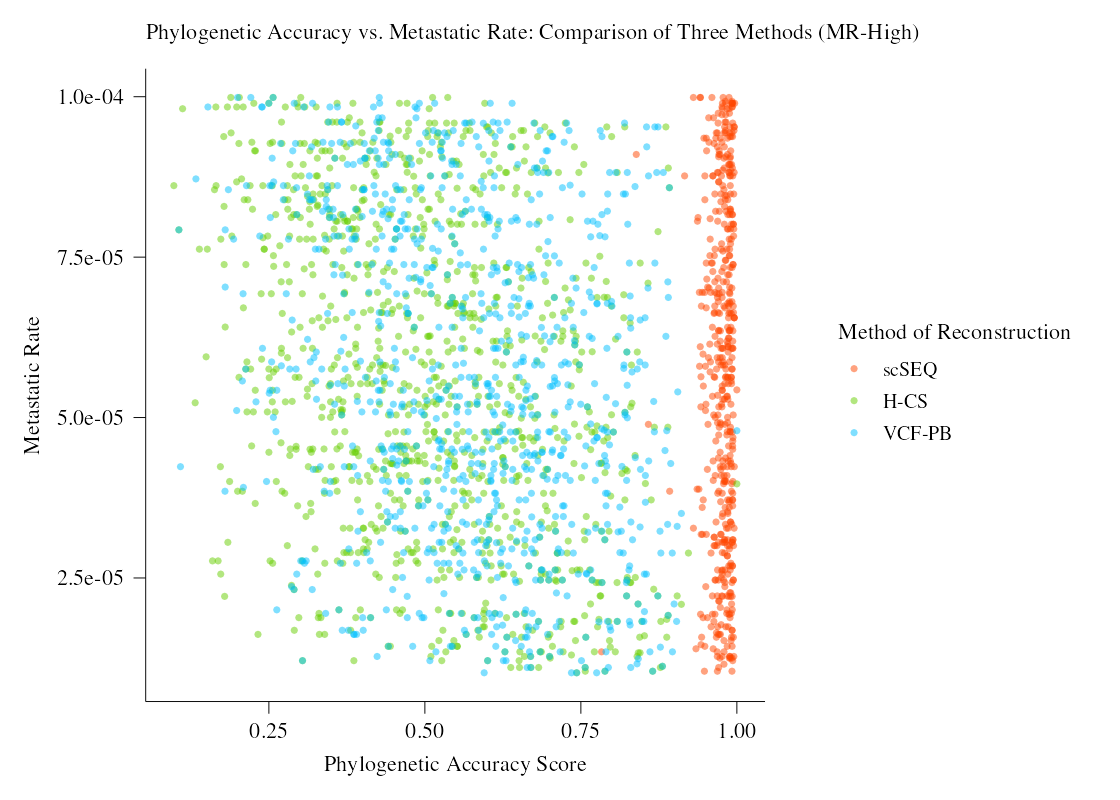 Phylogenetic Accuracy vs. Metastatic Rate: Comparison of Three Methods (MR-High)
1.0e-04
7.5e-05
5.0e-05
2.5e-05
Metastatic Rate
0.25
0.50
0.75
1.00
Phylogenetic Accuracy Score
Method of Reconstruction
scSEQ
H-CS
VCF-PB